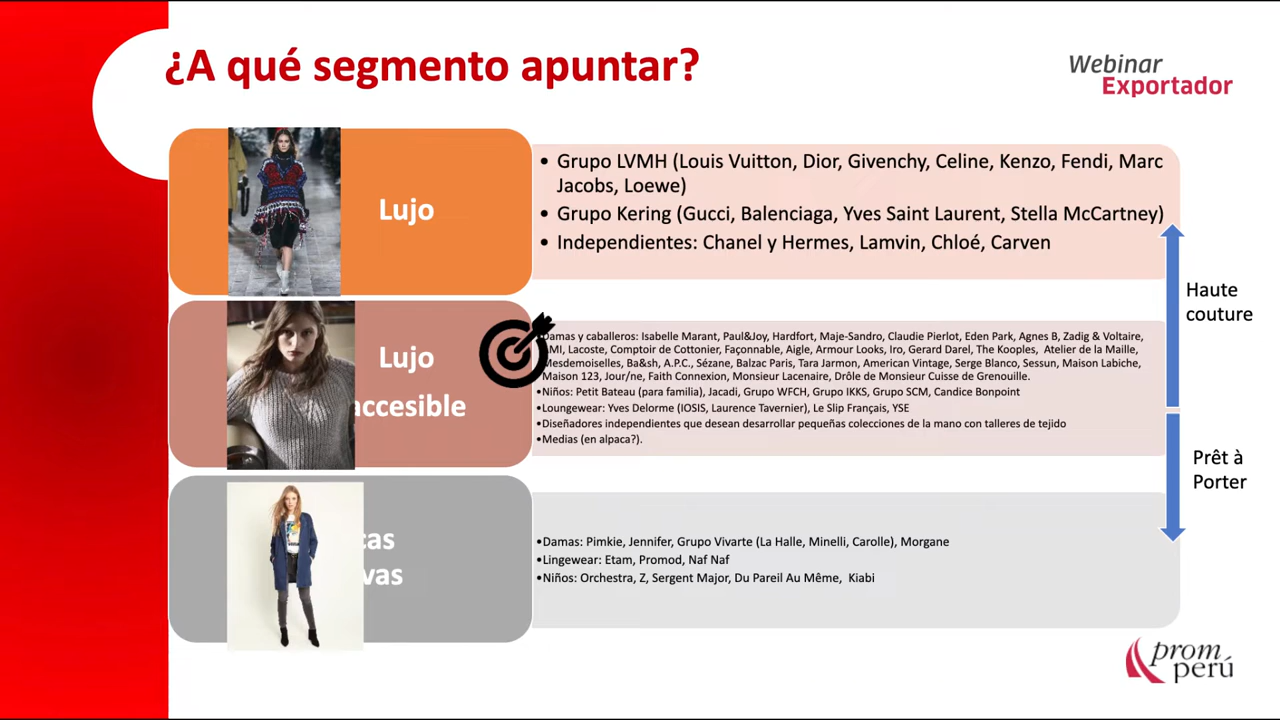 ¿A qué segmento apuntar?
Webinar
Exportador
Lujo
• Grupo LVMH (Louis Vuitton, Dior, Givenchy, Celine, Kenzo, Fendi, Marc
Jacobs, Loewe)
• Grupo Kering (Gucci, Balenciaga, Yves Saint Laurent, Stella McCartney)
• Independientes: Chanel y Hermes, Lamvin, Chloé, Carven
Haute
couture
Lujo
accesible
Damas y caballeros: Isabelle Marant, Paul&Joy, Hardfort, Maje-Sandro, Claudie Pierlot, Eden Park, Agnes B, Zadig & Voltaire,
AMI, Lacoste, Comptoir de Cottonier, Façonnable, Aigle, Armour Looks, Iro, Gerard Darel, The Kooples, Atelier de la Maille,
Mesdemoiselles, Ba&sh, A.P.C., Sézane, Balzac Paris, Tara Jarmon, American Vintage, Serge Blanco, Sessun, Maison Labiche,
Maison 123, Jour/ne, Faith Connexion, Monsieur Lacenaire, Drôle de Monsieur Cuisse de Grenouille.
•Niños: Petit Bateau (para familia), Jacadi, Grupo WFCH, Grupo IKKS, Grupo SCM, Candice Bonpoint
•Loungewear: Yves Delorme (IOSIS, Laurence Tavernier), Le Slip Français, YSE
•Diseñadores independientes que desean desarrollar pequeñas colecciones de la mano con talleres de tejido
•Medias (en alpaca?).
Prêt à
Porter
cas
vas
•Damas: Pimkie, Jennifer, Grupo Vivarte (La Halle, Minelli, Carolle), Morgane
•Lingewear: Etam, Promod, Naf Naf
•Niños: Orchestra, Z, Sergent Major, Du Pareil Au Même, Kiabi
prom
perú